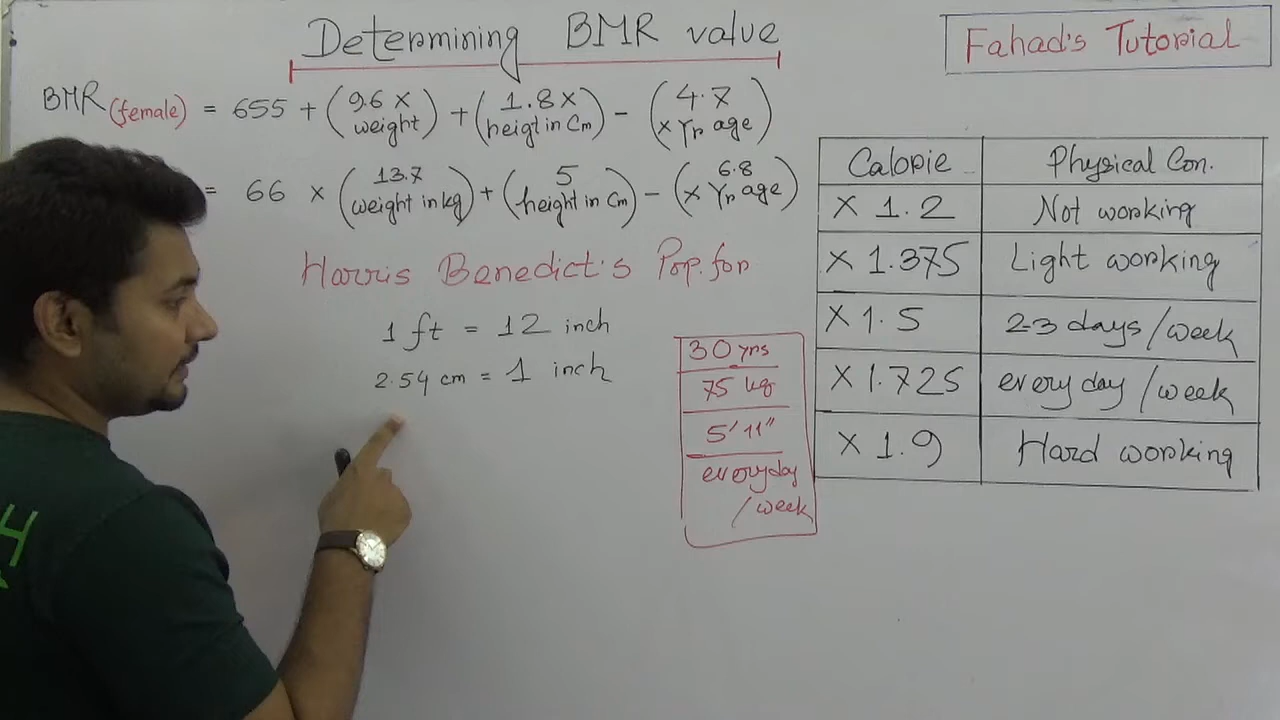 Determining BMR value
Fahad's Tutorial
BMR (female) = 655 + (9.6 x weight) + (1.8 x heigt in Cm) - (4.7 x Yr age)
= 66 x (13.7 weight in kg) + (5 height in Cm) - (6.8 x Yr age)
Harris Benedict's Pop. for
1 ft = 12 inch
2.54 cm = 1 inch
30 yrs
75 kg
5' 11"
everyday
/week
Calorie Physical Con.
x 1.2 Not working
x 1.375 Light working
x 1.5 2-3 days/week
x 1.725 every day/week
x 1.9 Hard working